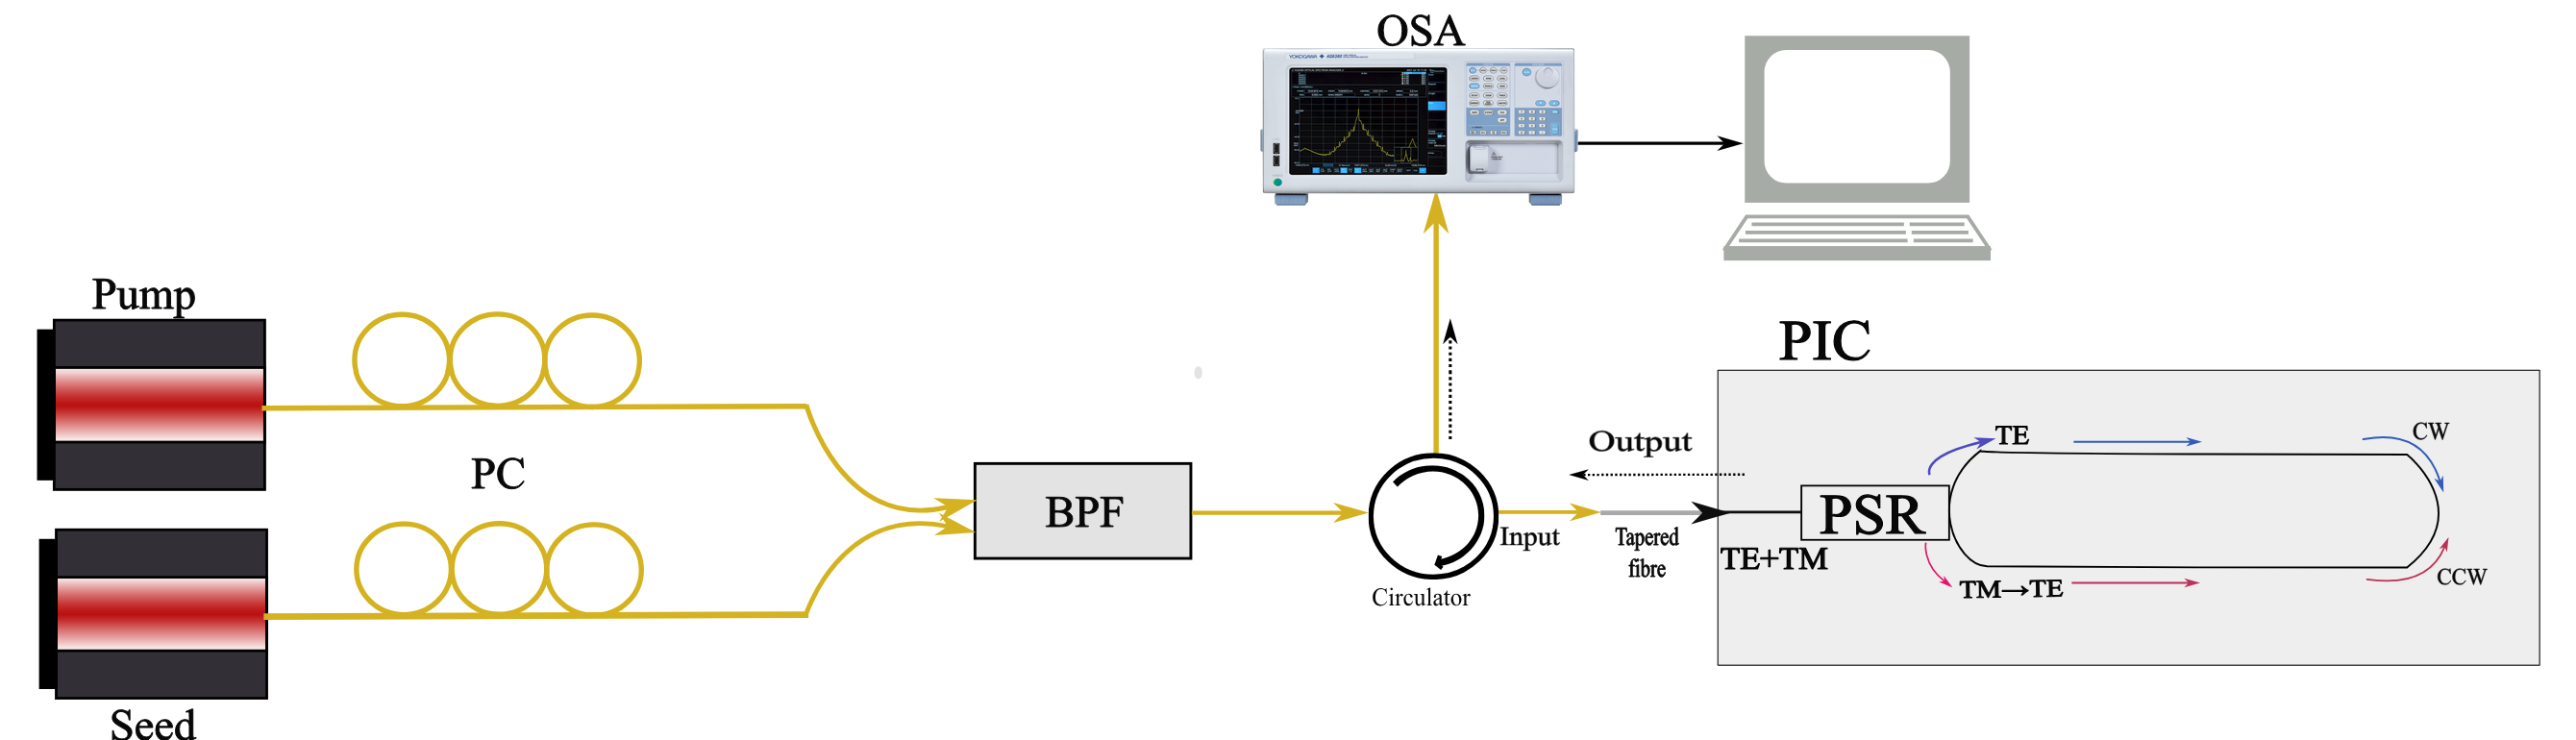 OSA
YOKOGAWA
Pump
PC
Seed
BPF
Circulator
Input
Output
Tapered
fibre
PIC
TE+TM
PSR
TE
TM→TE
CW
CCW